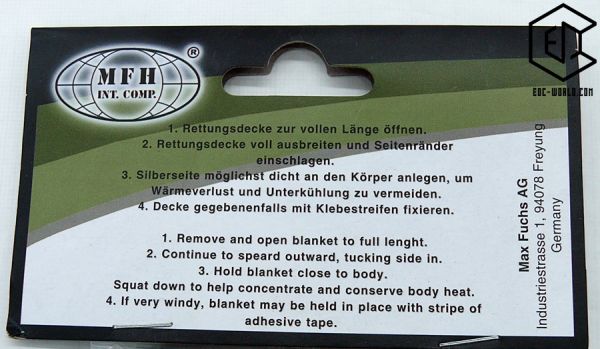 MFH
INT. COMP.
®
EDC-WORLD.COM
1. Rettungsdecke zur vollen Länge öffnen.
2. Rettungsdecke voll ausbreiten und Seitenränder
einschlagen.
3. Silberseite möglichst dicht an den Körper anlegen, um
Wärmeverlust und Unterkühlung zu vermeiden.
4. Decke gegebenenfalls mit Klebestreifen fixieren.
1. Remove and open blanket to full lenght.
2. Continue to speard outward, tucking side in.
3. Hold blanket close to body.
Squat down to help concentrate and conserve body heat.
4. If very windy, blanket may be held in place with stripe of
adhesive tape.
Max Fuchs AG
Industriestrasse 1, 94078 Freyung
Germany